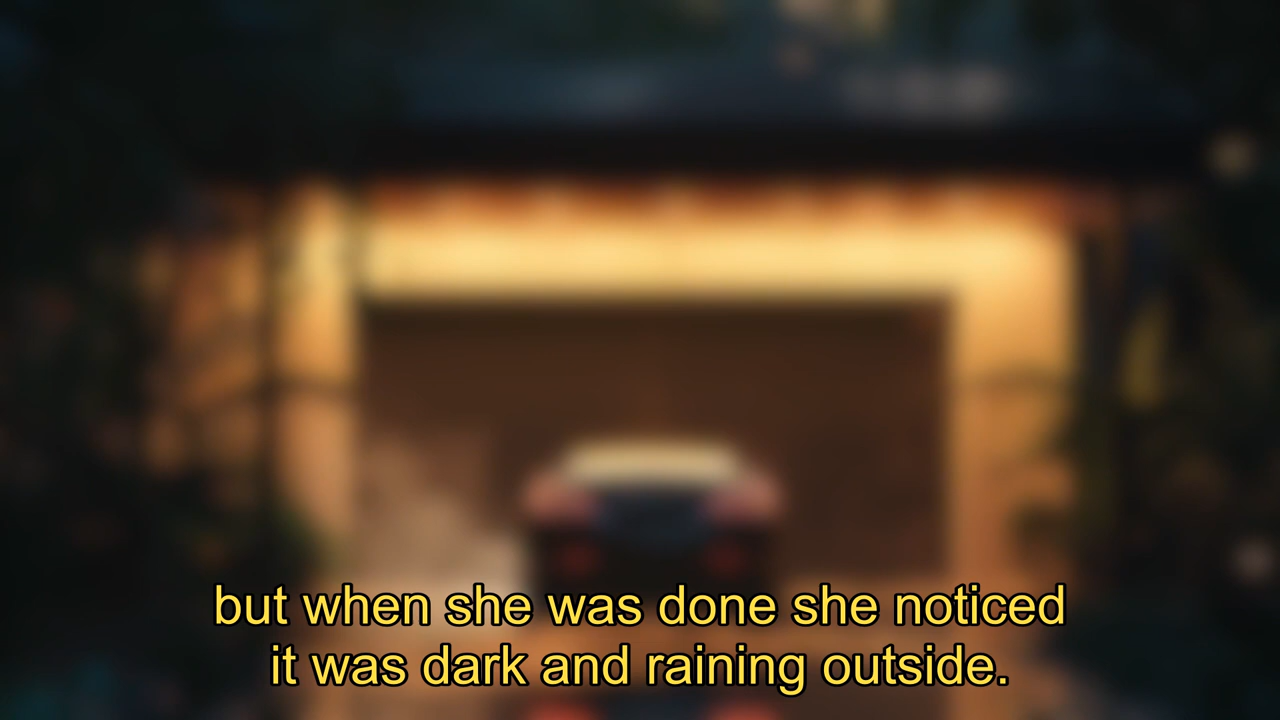 but when she was done she noticed
it was dark and raining outside.